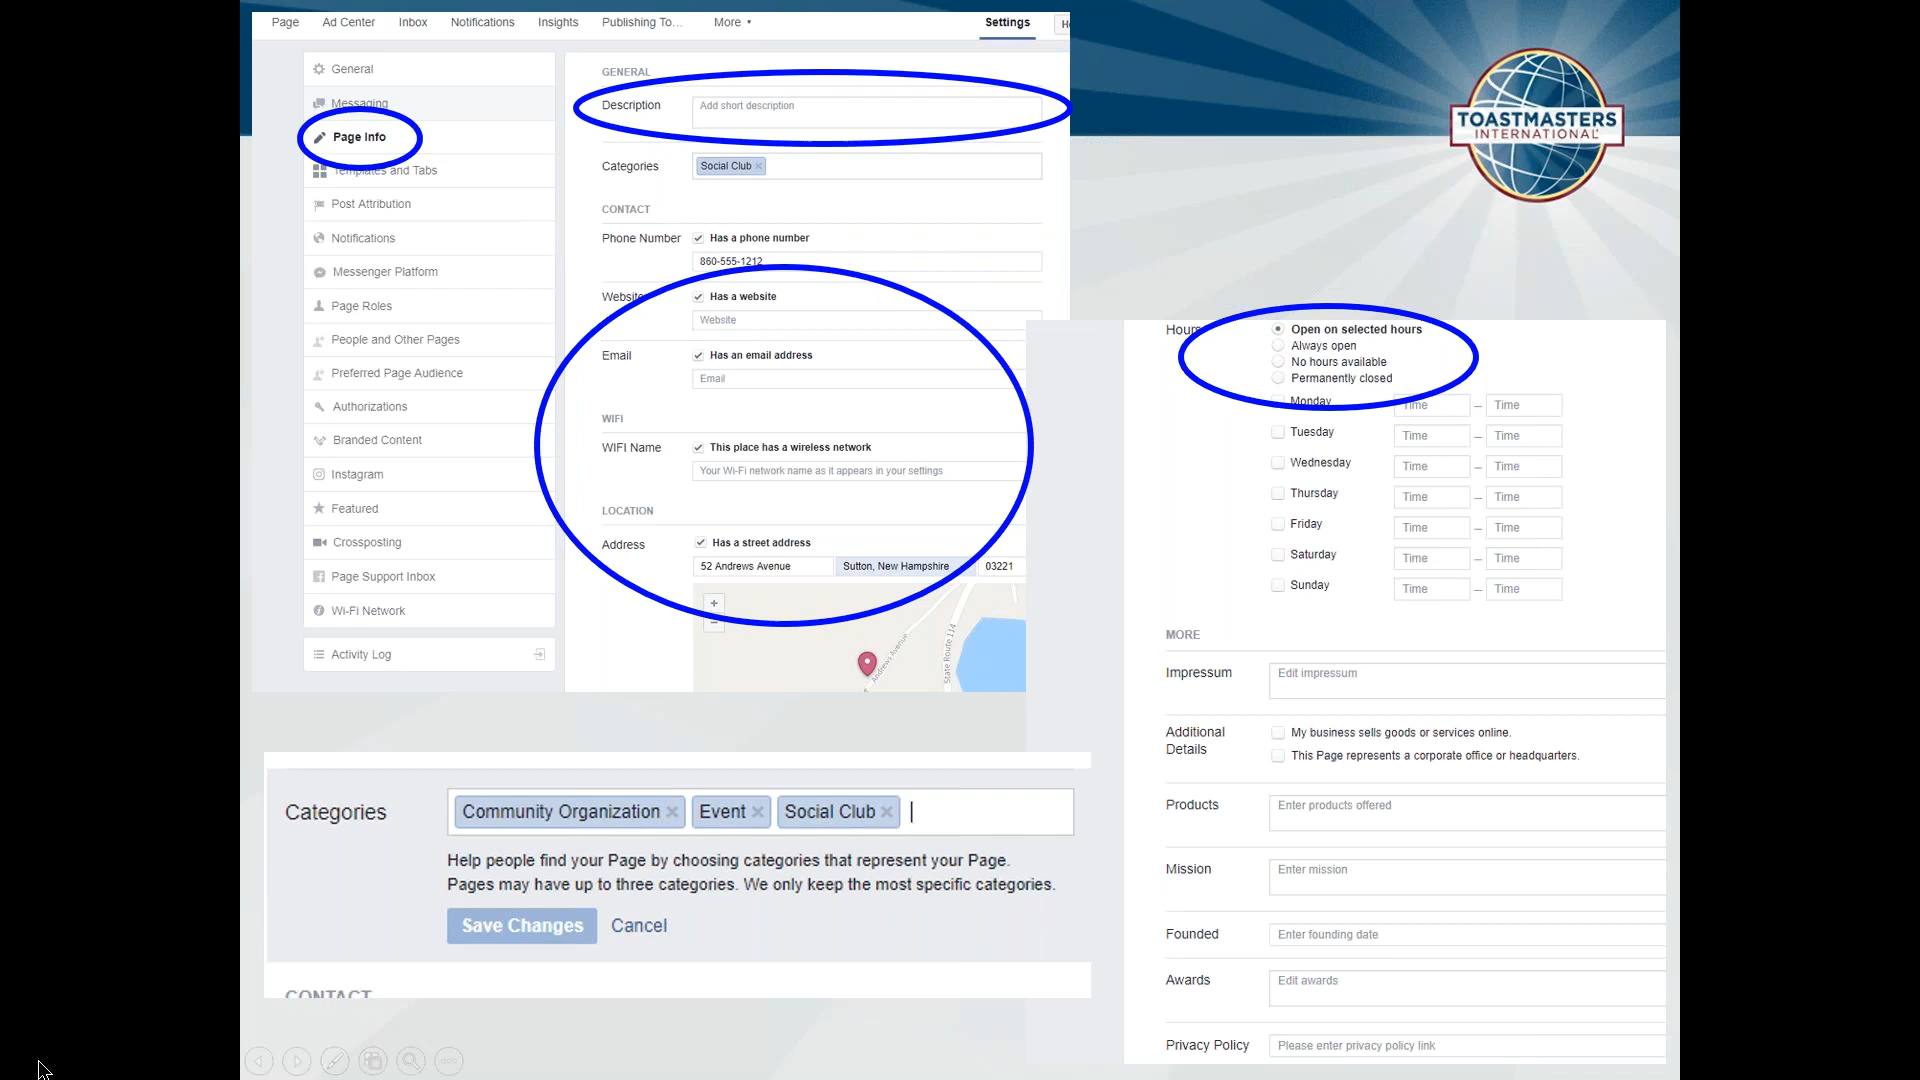 Page Ad Center Inbox Notifications Insights Publishing To... More Settings
General
Messaging
Page Info
Templates and Tabs
Post Attribution
Notifications
Messenger Platform
Page Roles
People and Other Pages
Preferred Page Audience
Authorizations
Branded Content
Instagram
Featured
Crossposting
Page Support Inbox
Wi-Fi Network
Activity Log
GENERAL
Description Add short description
Categories Social Club
CONTACT
Phone Number Has a phone number
860-555-1212
Website Has a website
Website
Email Has an email address
Email
WIFI
WIFI Name This place has a wireless network
Your Wi-Fi network name as it appears in your settings
LOCATION
Address Has a street address
52 Andrews Avenue Sutton, New Hampshire 03221
Andrews Avenue
State Route 114
TOASTMASTERS
INTERNATIONAL
Hours Open on selected hours
Always open
No hours available
Permanently closed
Monday Time – Time
Tuesday Time – Time
Wednesday Time – Time
Thursday Time – Time
Friday Time – Time
Saturday Time – Time
Sunday Time – Time
MORE
Impressum Edit impressum
Additional Details
My business sells goods or services online.
This Page represents a corporate office or headquarters.
Products Enter products offered
Mission Enter mission
Founded Enter founding date
Awards Edit awards
Privacy Policy Please enter privacy policy link
Categories Community Organization Event Social Club
Help people find your Page by choosing categories that represent your Page.
Pages may have up to three categories. We only keep the most specific categories.
Save Changes Cancel
CONTACT